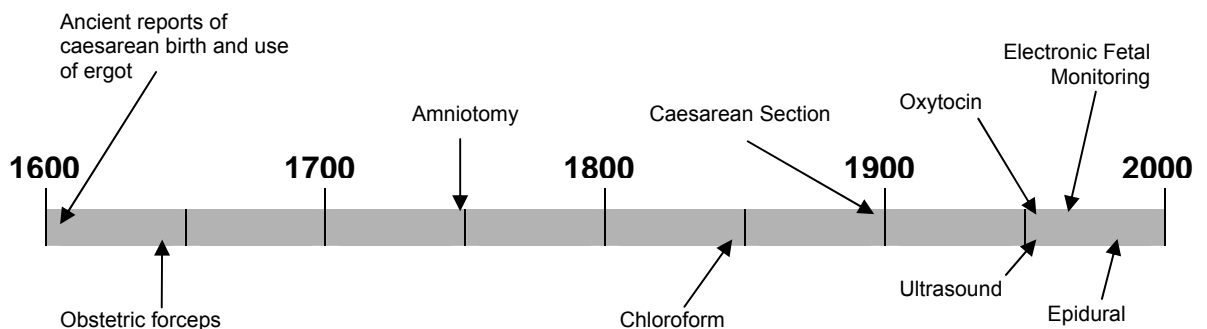 Ancient reports of
caesarean birth and use
of ergot
Electronic Fetal
Monitoring
Amniotomy
Caesarean Section
Oxytocin
1600
1700
1800
1900
2000
Obstetric forceps
Chloroform
Ultrasound
Epidural